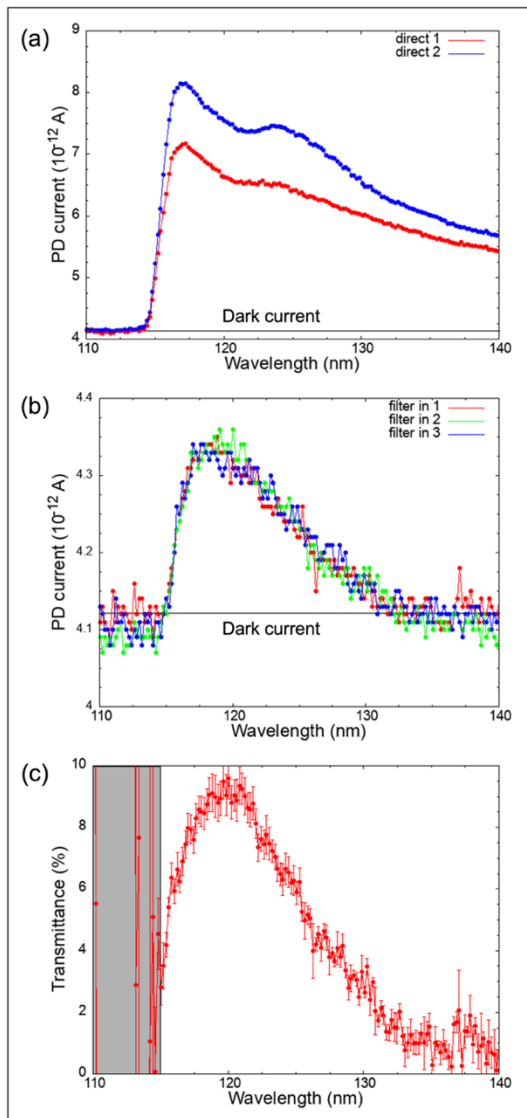 (a)
direct 1
direct 2
9
8
7
6
5
4
PD current (10⁻¹² A)
Dark current
110 120 130 140
Wavelength (nm)
(b)
filter in 1
filter in 2
filter in 3
4.4
4.3
4.2
4.1
4
PD current (10⁻¹² A)
Dark current
110 120 130 140
Wavelength (nm)
(c)
10
8
6
4
2
0
Transmittance (%)
110 120 130 140
Wavelength (nm)